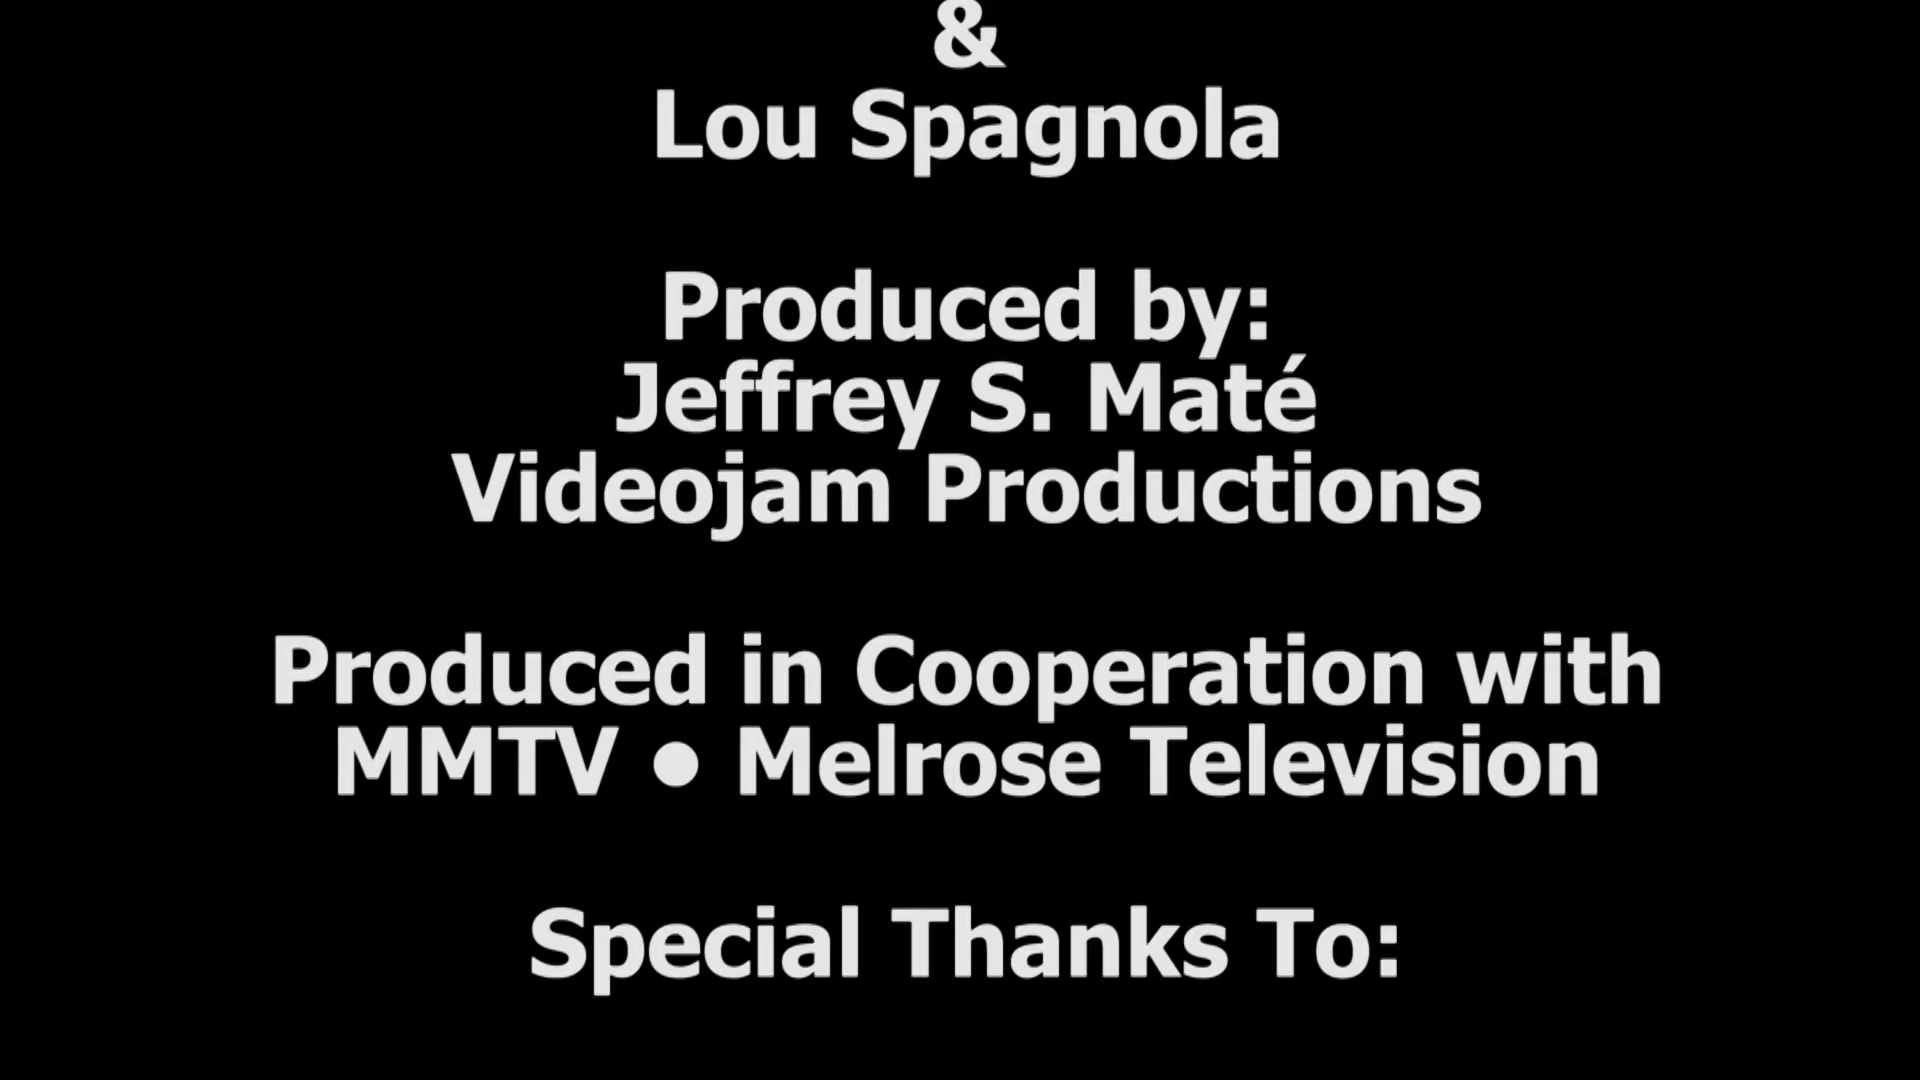 &
Lou Spagnola
Produced by:
Jeffrey S. Maté
Videojam Productions
Produced in Cooperation with
MMTV ● Melrose Television
Special Thanks To: